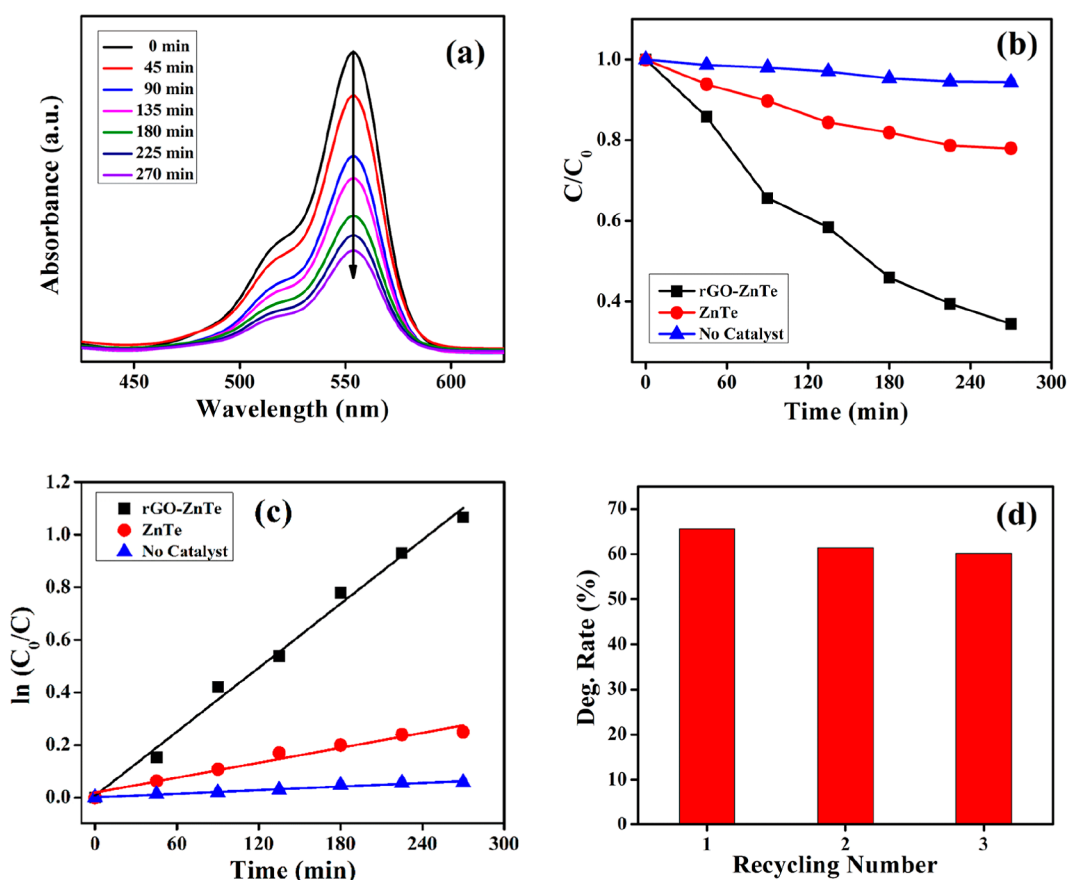 (a)
0 min
45 min
90 min
135 min
180 min
225 min
270 min
Absorbance (a.u.)
450 500 550 600
Wavelength (nm)
(b)
1.0
0.8
0.6
0.4
C/C0
rGO-ZnTe
ZnTe
No Catalyst
0 60 120 180 240 300
Time (min)
(c)
1.2
1.0
0.8
0.6
0.4
0.2
0.0
ln (C0/C)
rGO-ZnTe
ZnTe
No Catalyst
0 60 120 180 240 300
Time (min)
(d)
70
60
50
40
30
20
10
0
Deg. Rate (%)
1 2 3
Recycling Number